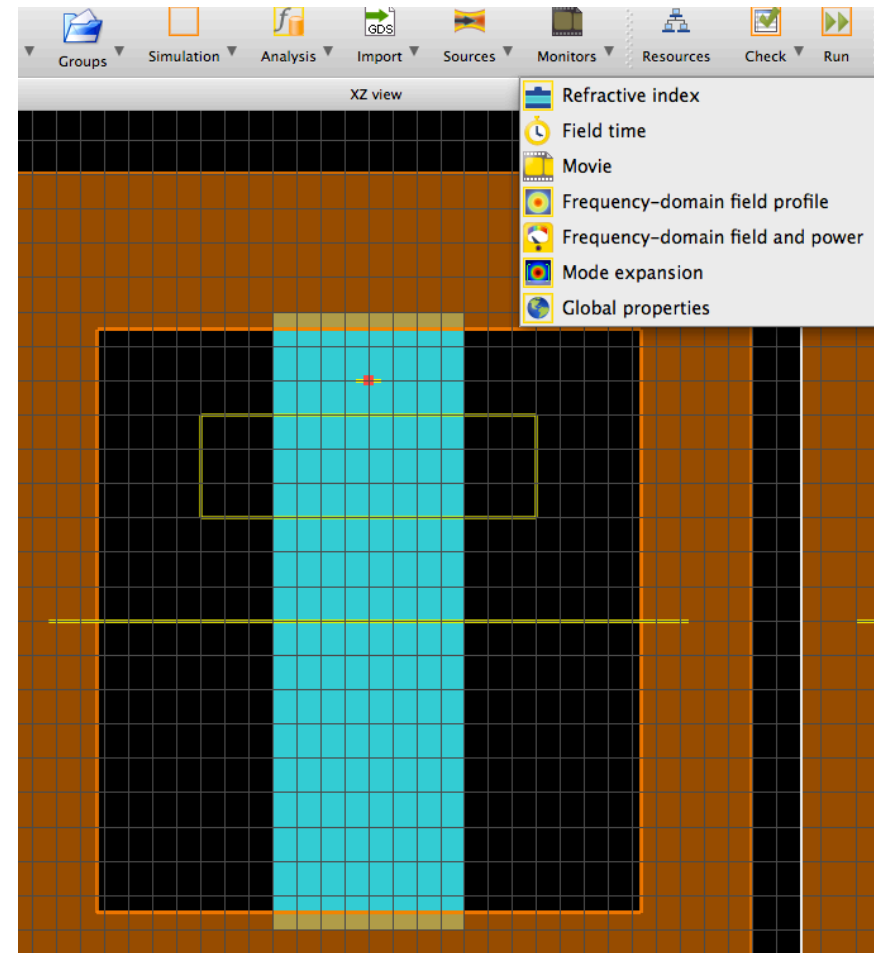 GDS
Groups Simulation Analysis Import Sources Monitors Resources Check Run
XZ view
Refractive index
Field time
Movie
Frequency-domain field profile
Frequency-domain field and power
Mode expansion
Global properties